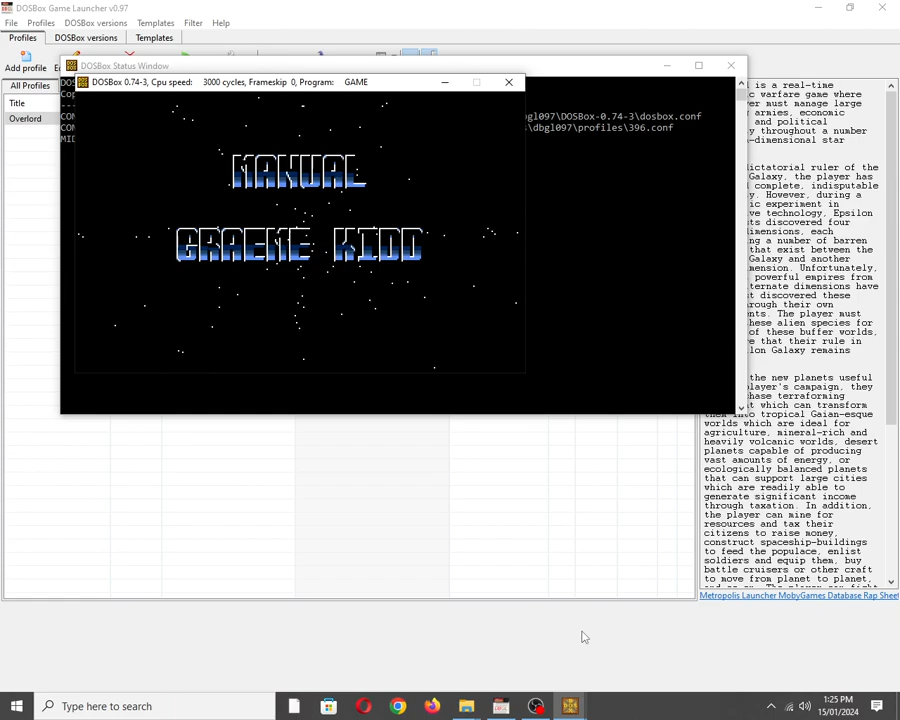 DOSBox Game Launcher v0.97
File Profiles DOSBox versions Templates Filter Help
Profiles DOSBox versions Templates
Add profile
All Profiles
Title
Overlord
DOSBox Status Window
DOSBox 0.74-3, Cpu speed: 3000 cycles, Frameskip 0, Program: GAME
MANUAL
GRAEME KIDD
DOS
Cop
---
CON
CON
MID
bgl097\DOSBox-0.74-3\dosbox.conf
\dbgl097\profiles\396.conf
is a real-time
warfare game where
er must manage large
armies, economic
and political
throughout a number
-dimensional star
dictatorial ruler of the
Galaxy, the player has
complete, indisputable
However, during a
experiment in
technology, Epsilon
discovered four
dimensions, each
a number of barren
that exist between the
Galaxy and another
Unfortunately,
powerful empires from
dimensions have
discovered these
through their own
The player must
these alien species for
of these buffer worlds,
that their rule in
Galaxy remains
the new planets useful
player's campaign, they
terraforming
which can transform
them into tropical Gaian-esque
worlds which are ideal for
agriculture, mineral-rich and
heavily volcanic worlds, desert
planets capable of producing
vast amounts of energy, or
ecologically balanced planets
that can support large cities
which are readily able to
generate significant income
through taxation. In addition,
the player can mine for
resources and tax their
citizens to raise money,
construct spaceship-buildings
to feed the populace, enlist
soldiers and equip them, buy
battle cruisers or other craft
to move from planet to planet,
Metropolis Launcher MobyGames Database Rap Sheet
Type here to search
1:25 PM
15/01/2024